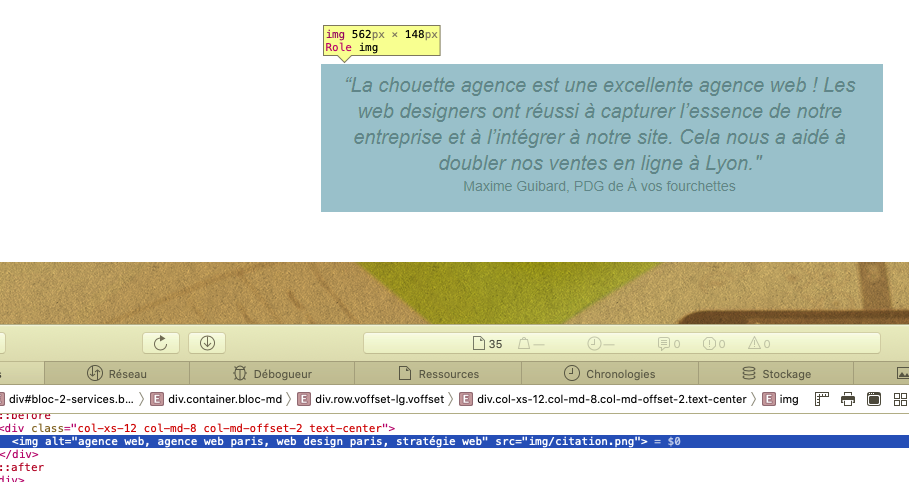 img 562px × 148px
Role img
“La chouette agence est une excellente agence web ! Les
web designers ont réussi à capturer l’essence de notre
entreprise et à l’intégrer à notre site. Cela nous a aidé à
doubler nos ventes en ligne à Lyon."
Maxime Guibard, PDG de À vos fourchettes
35 — — 0 0 0
Réseau Débogueur Ressources Chronologies Stockage
div#bloc-2-services.b... E div.container.bloc-md E div.row.voffset-lg.voffset E div.col-xs-12.col-md-8.col-md-offset-2.text-center E img
::before
<div class="col-xs-12 col-md-8 col-md-offset-2 text-center">
<img alt="agence web, agence web paris, web design paris, stratégie web" src="img/citation.png"> = $0
</div>
::after
div>